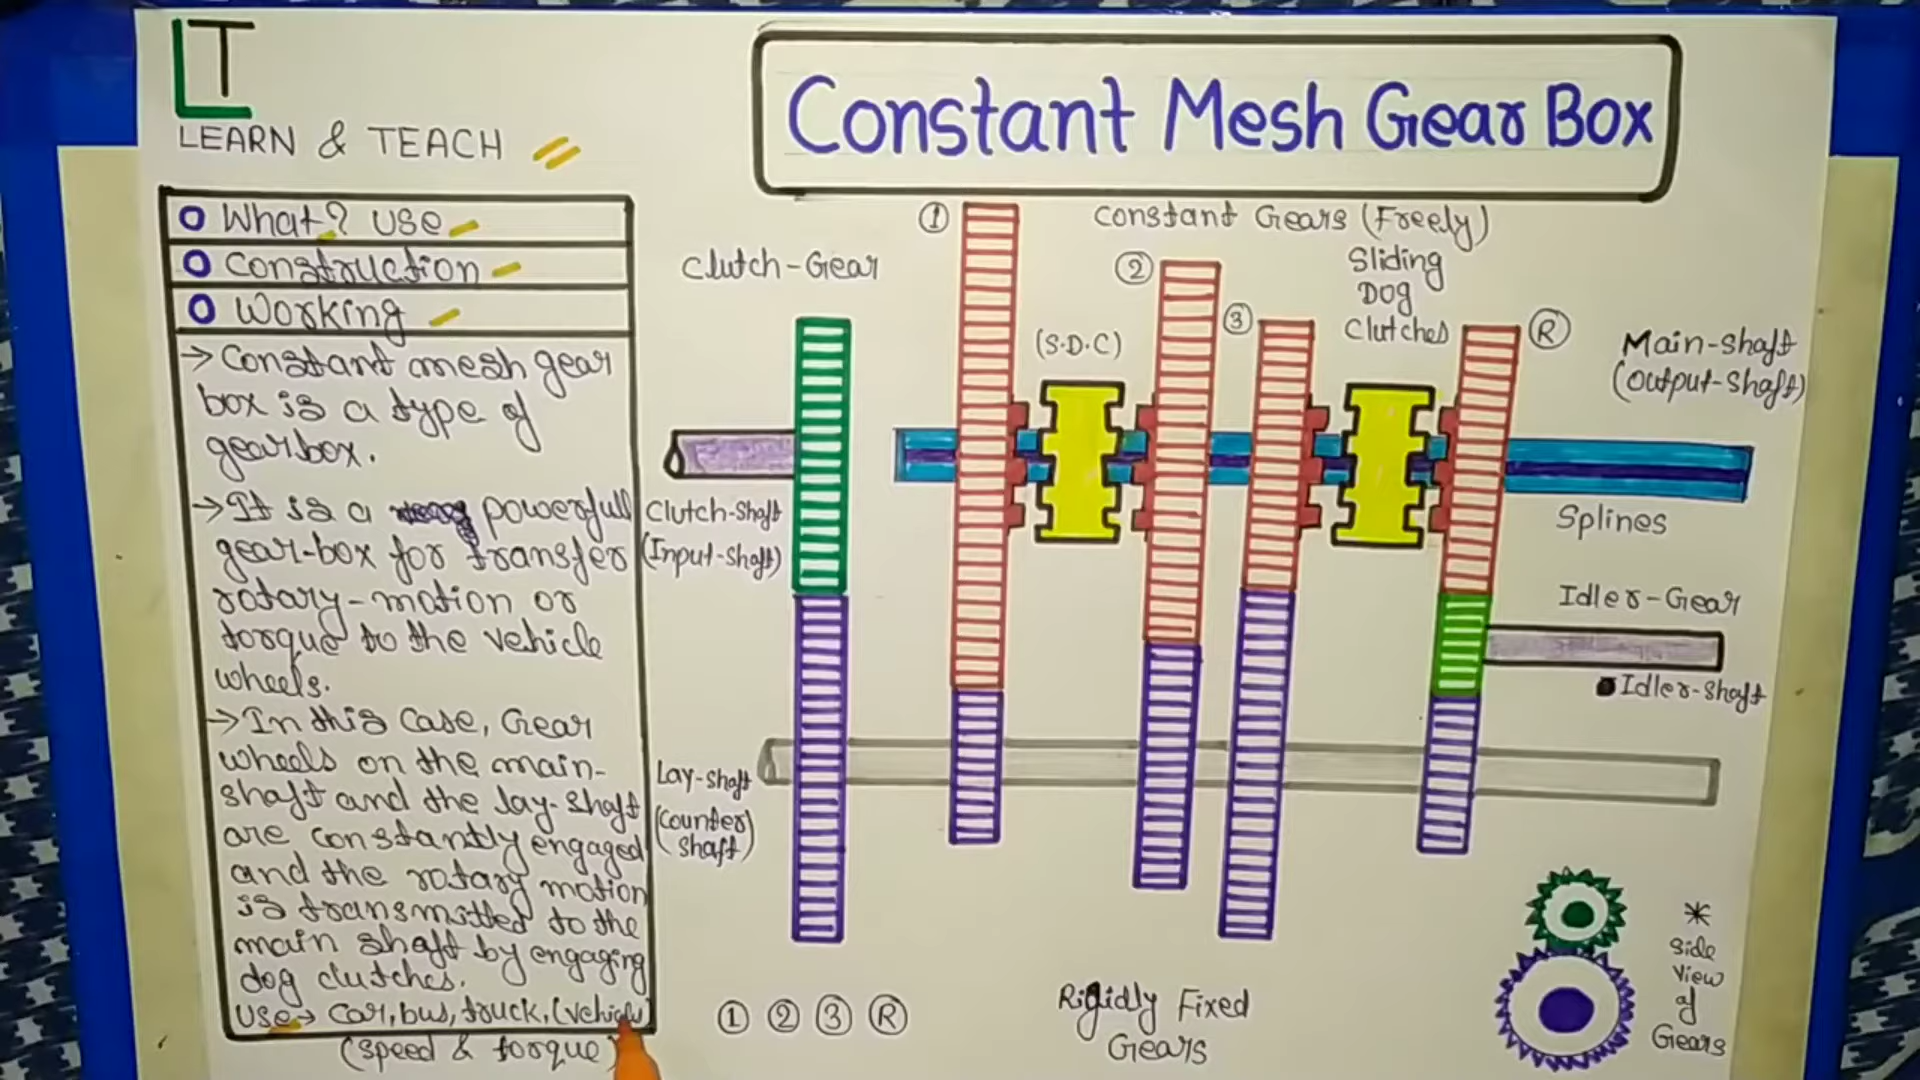 LT
LEARN & TEACH
Constant Mesh Gear Box
What? use
Construction
Working
→ Constant mesh gear
box is a type of
gearbox.
→ It is a powerfull
gear-box for transfer
rotary-motion or
torque to the vehicle
wheels.
→ In this case, Gear
wheels on the main-
shaft and the lay-shaft
are constantly engaged
and the rotary motion
is transmitted to the
main shaft by engaging
dog clutches.
Use → Car, bus, truck, (vehicle)
(speed & torque)
Clutch-Gear
①
Constant Gears (Freely)
②
Sliding
Dog
Clutches
③
(S.D.C)
Ⓡ
Main-shaft
(Output-shaft)
Clutch-shaft
(Input-shaft)
Splines
Idler-Gear
Idler-shaft
Lay-shaft
(Counter
shaft)
① ② ③ Ⓡ
Rigidly Fixed
Gears
*
Side
View
of
Gears